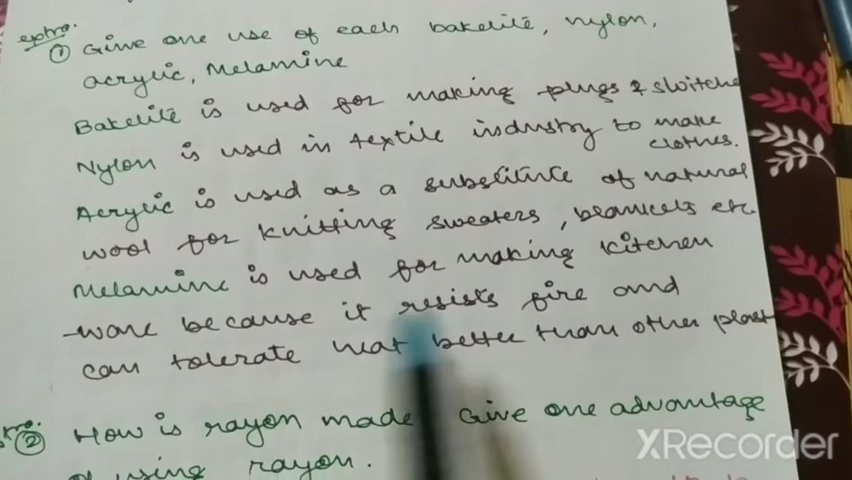 extra.
① Give one use of each bakelite, nylon,
acrylic, Melamine
Bakelite is used for making plugs & switche
Nylon is used in textile industry to make
clothes.
Acrylic is used as a substitute of natural
wool for knitting sweaters, blankets etc.
Melamine is used for making kitchen
-ware because it resists fire and
can tolerate heat better than other plast
② How is rayon made Give one advantage
of using rayon.
XRecorder